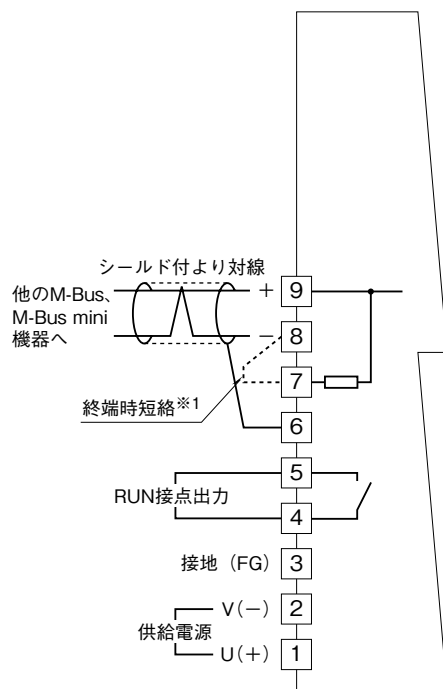 シールド付より対線
他のM-Bus、
M-Bus mini
機器へ
+
−
9
8
7
6
5
4
3
2
1
終端時短絡※1
RUN接点出力
接地（FG）
V(−)
供給電源
U(+)